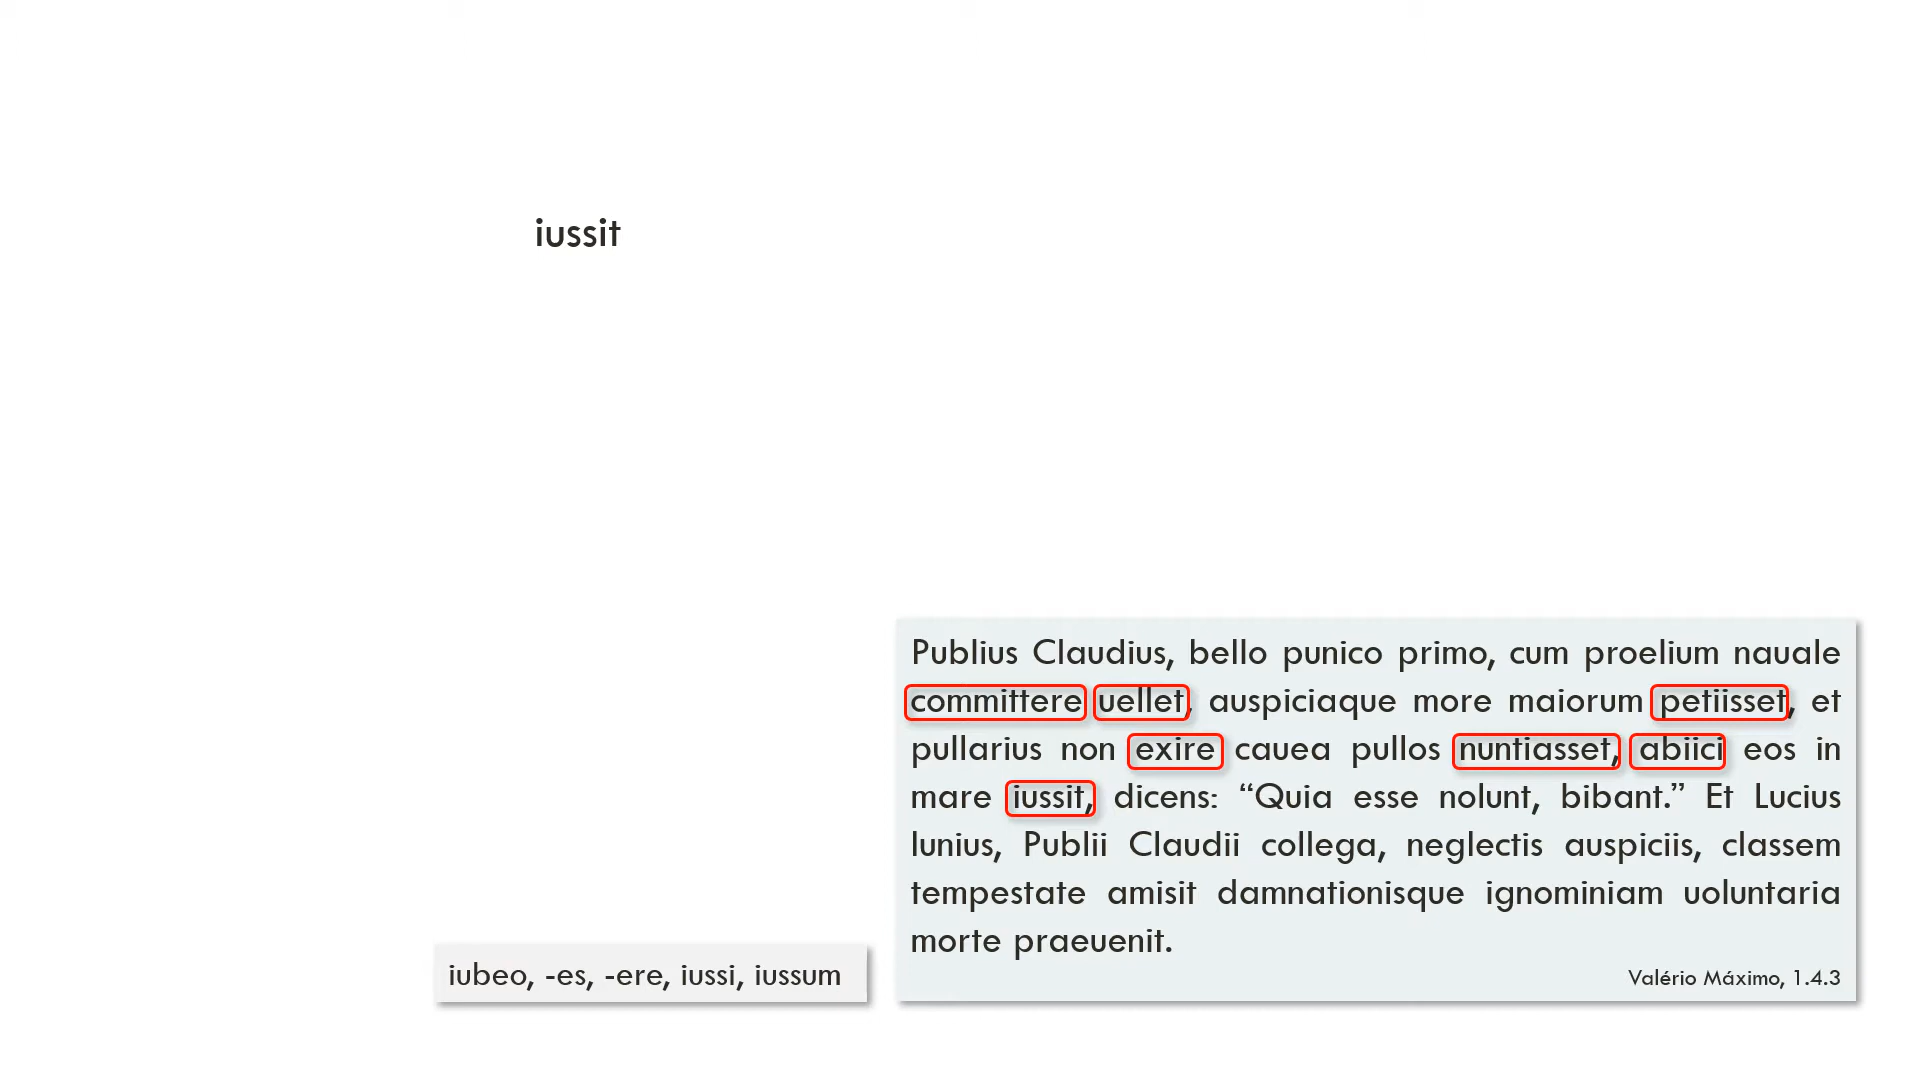 iussit
Publius Claudius, bello punico primo, cum proelium nauale
committere uellet, auspiciaque more maiorum petiisset, et
pullarius non exire cauea pullos nuntiasset, abiici eos in
mare iussit, dicens: “Quia esse nolunt, bibant.” Et Lucius
Iunius, Publii Claudii collega, neglectis auspiciis, classem
tempestate amisit damnationisque ignominiam uoluntaria
morte praeuenit.
Valério Máximo, 1.4.3
iubeo, -es, -ere, iussi, iussum